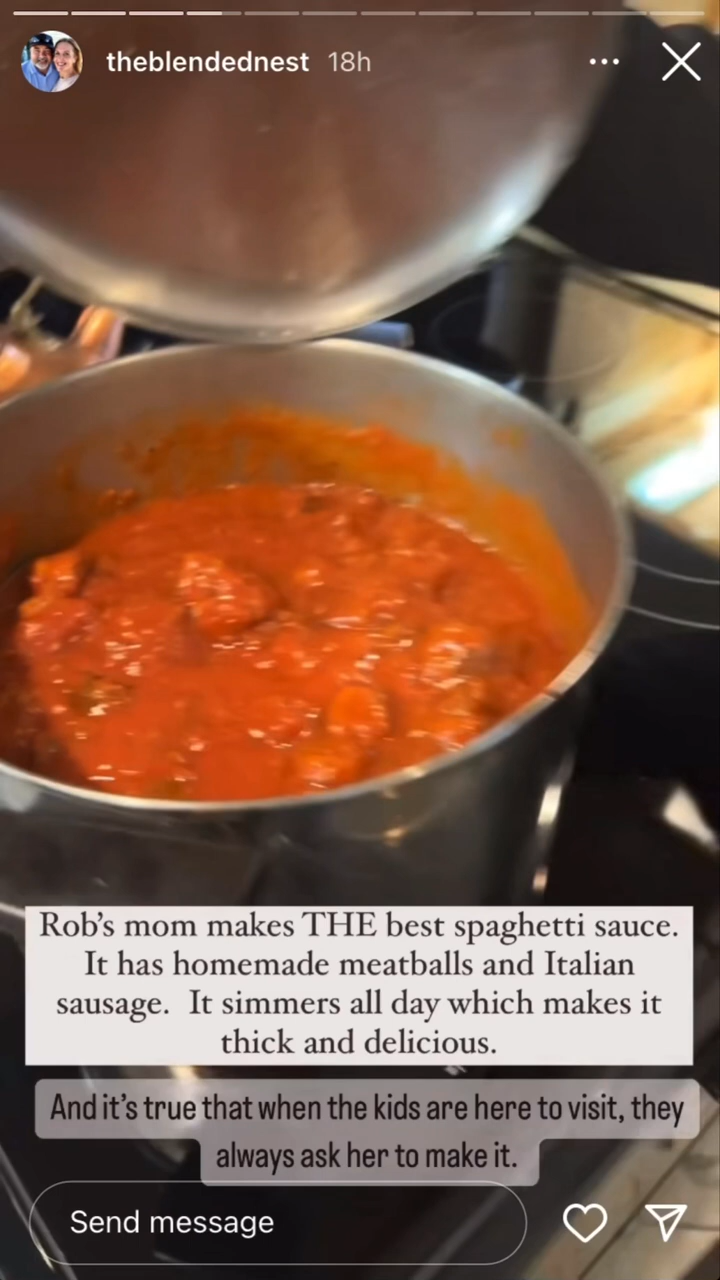 theblendednest 18h
Rob's mom makes THE best spaghetti sauce.
It has homemade meatballs and Italian
sausage. It simmers all day which makes it
thick and delicious.
And it's true that when the kids are here to visit, they
always ask her to make it.
Send message